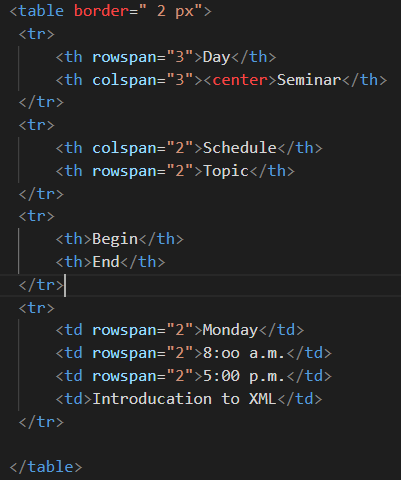 <table border=" 2 px">
<tr>
<th rowspan="3">Day</th>
<th colspan="3"><center>Seminar</th>
</tr>
<tr>
<th colspan="2">Schedule</th>
<th rowspan="2">Topic</th>
</tr>
<tr>
<th>Begin</th>
<th>End</th>
</tr>
<tr>
<td rowspan="2">Monday</td>
<td rowspan="2">8:oo a.m.</td>
<td rowspan="2">5:00 p.m.</td>
<td>Introducation to XML</td>
</tr>
</table>